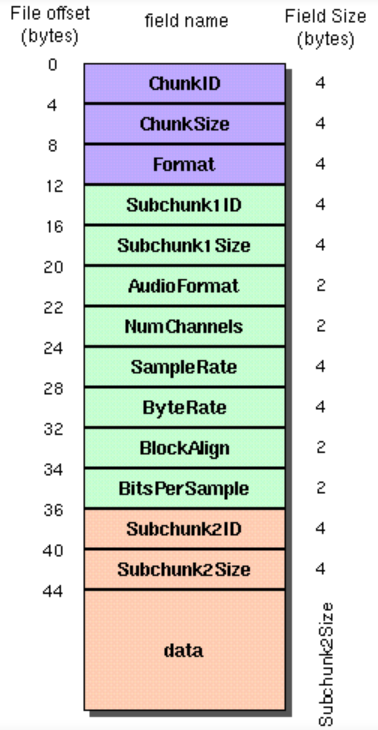 File offset
(bytes)
field name
Field Size
(bytes)
0
ChunkID
4
4
ChunkSize
4
8
Format
4
12
Subchunk1ID
4
16
Subchunk1Size
4
20
AudioFormat
2
22
NumChannels
2
24
SampleRate
4
28
ByteRate
4
32
BlockAlign
2
34
BitsPerSample
2
36
Subchunk2ID
4
40
Subchunk2Size
4
44
data
Subchunk2Size